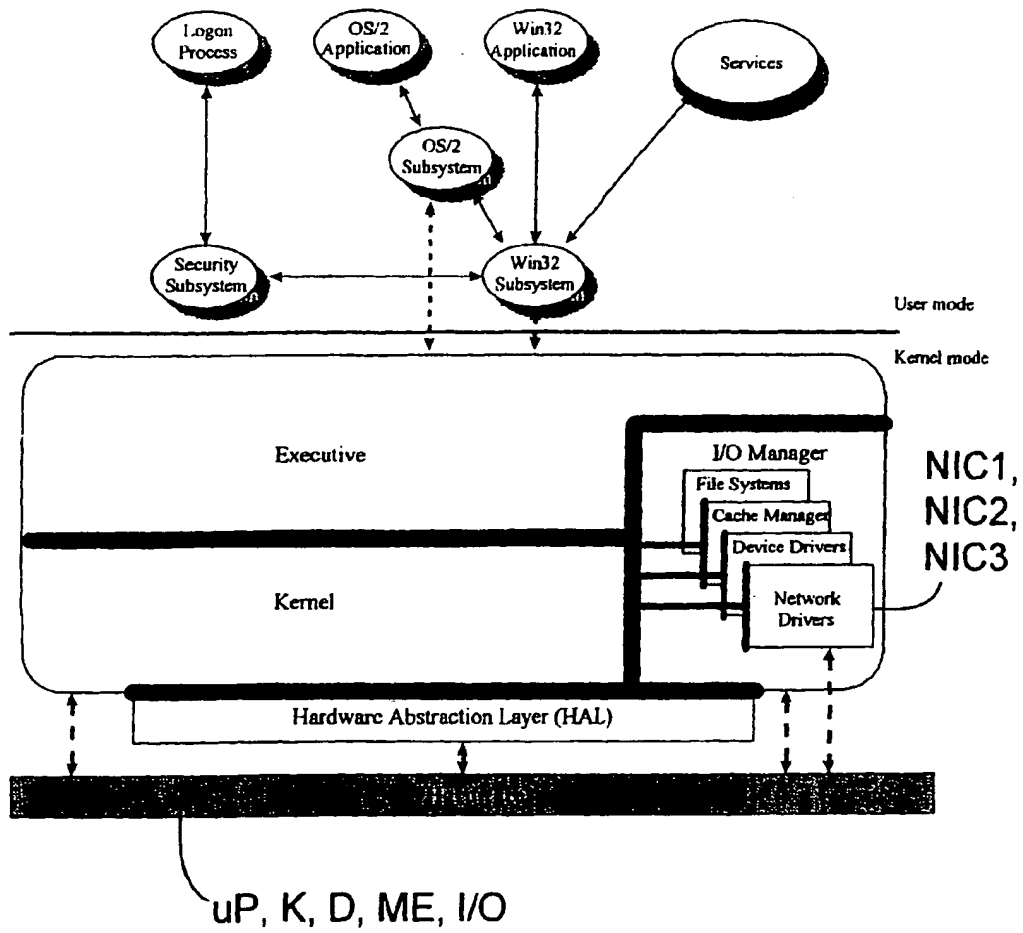 Logon
Process
OS/2
Application
Win32
Application
Services
OS/2
Subsystem
Security
Subsystem
Win32
Subsystem
User mode
Kernel mode
Executive
I/O Manager
File Systems
Cache Manager
Device Drivers
Network
Drivers
NIC1,
NIC2,
NIC3
Kernel
Hardware Abstraction Layer (HAL)
uP, K, D, ME, I/O